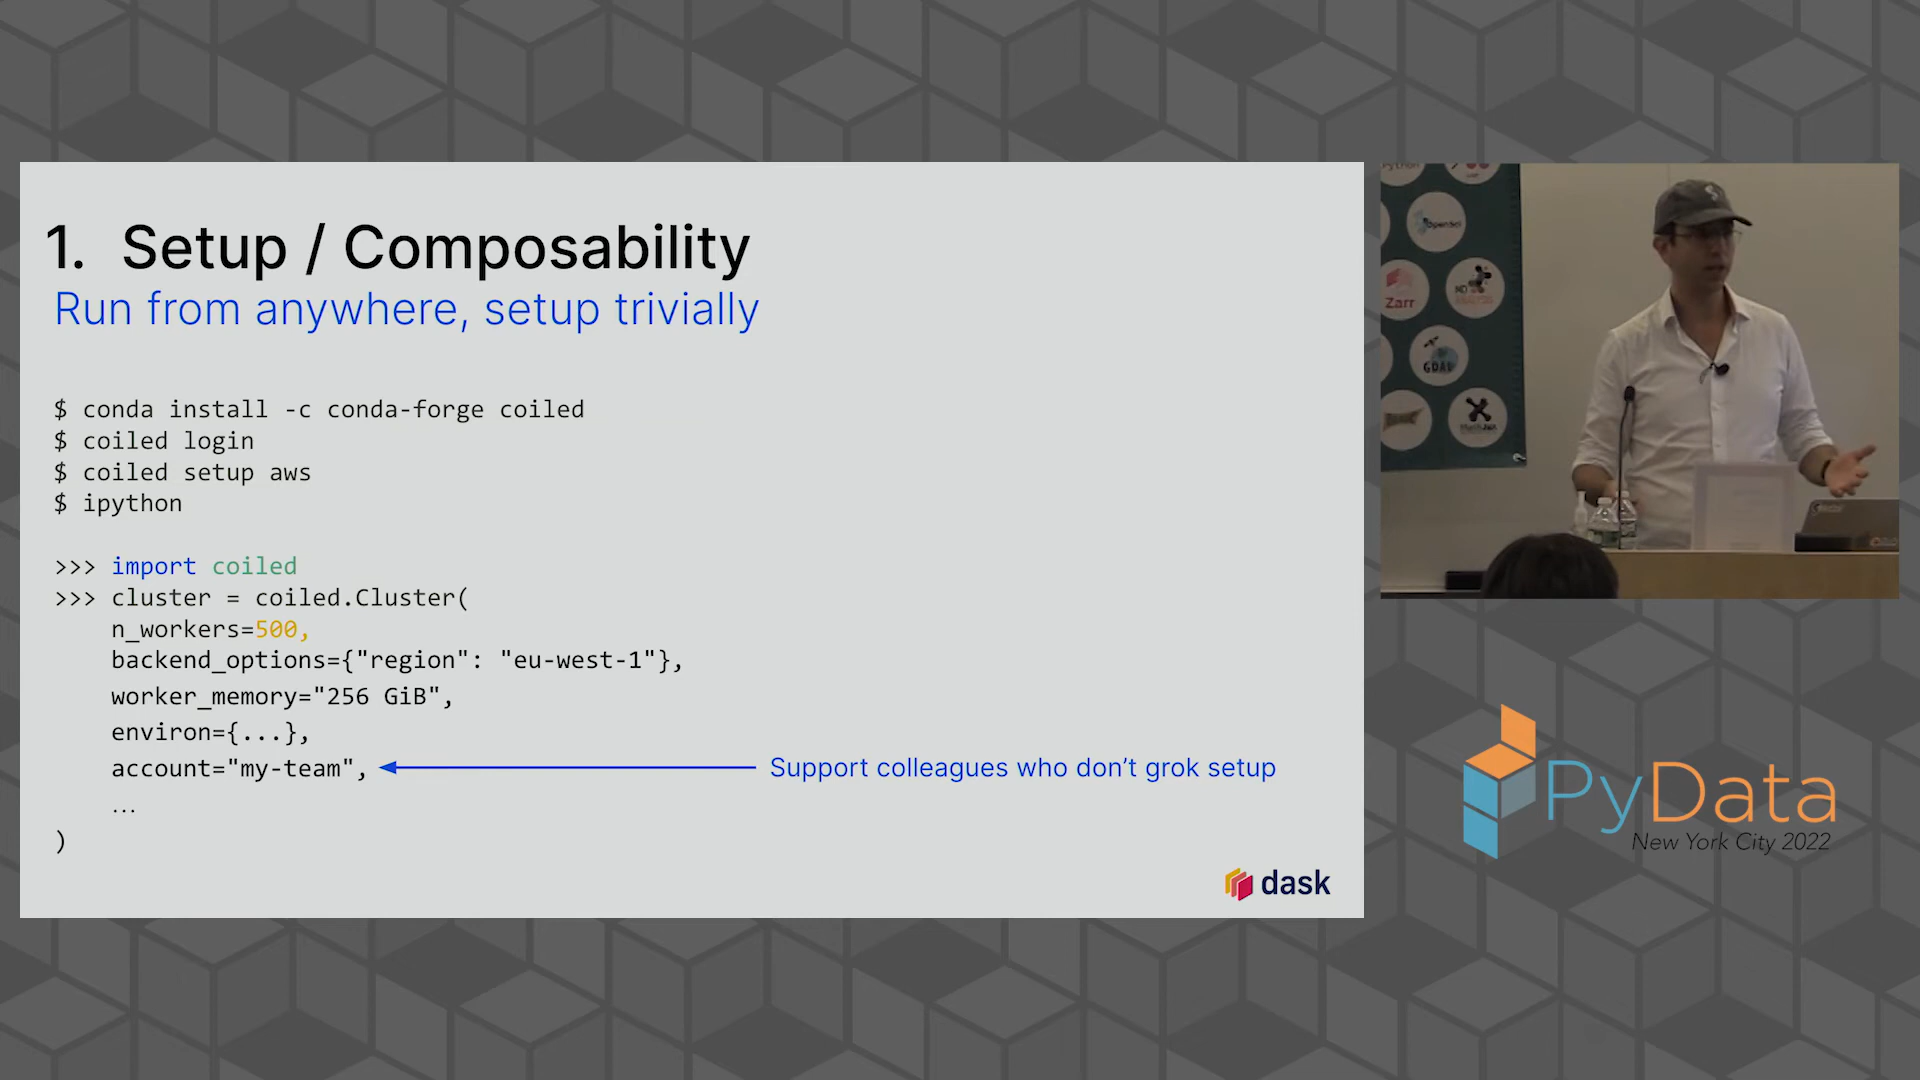 1. Setup / Composability
Run from anywhere, setup trivially
$ conda install -c conda-forge coiled
$ coiled login
$ coiled setup aws
$ ipython
>>> import coiled
>>> cluster = coiled.Cluster(
n_workers=500,
backend_options={"region": "eu-west-1"},
worker_memory="256 GiB",
environ={...},
account="my-team",
Support colleagues who don’t grok setup
...
)
dask
OpenSci
Zarr
GDAL
PyData
New York City 2022